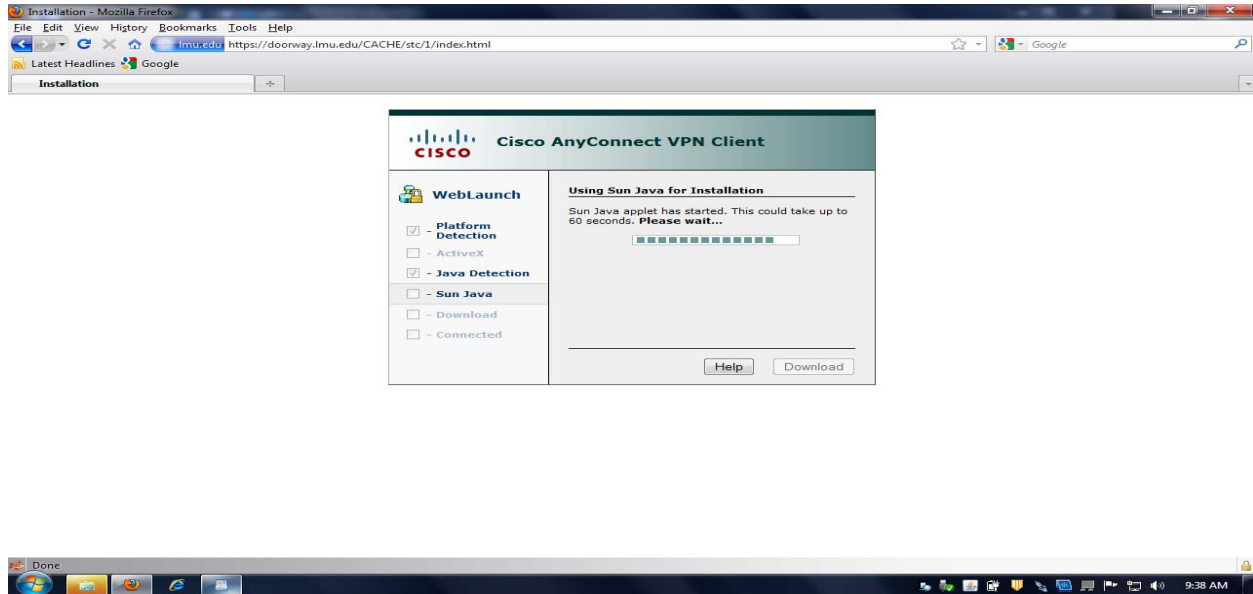 Installation - Mozilla Firefox
File Edit View History Bookmarks Tools Help
lmu.edu https://doorway.lmu.edu/CACHE/stc/1/index.html
Google
Latest Headlines Google
Installation
CISCO
Cisco AnyConnect VPN Client
WebLaunch
- Platform
Detection
- ActiveX
- Java Detection
- Sun Java
- Download
- Connected
Using Sun Java for Installation
Sun Java applet has started. This could take up to
60 seconds. Please wait...
Help Download
Done
9:38 AM